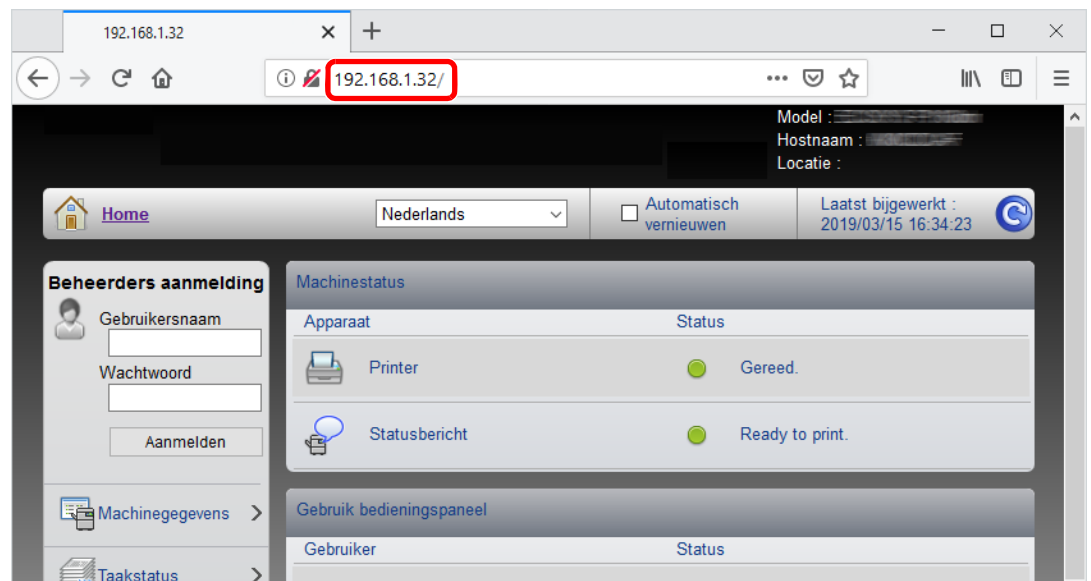 192.168.1.32
192.168.1.32/
Model :
Hostnaam :
Locatie :
Home
Nederlands
Automatisch
vernieuwen
Laatst bijgewerkt :
2019/03/15 16:34:23
Beheerders aanmelding
Gebruikersnaam
Wachtwoord
Aanmelden
Machinegegevens
Taakstatus
Machinestatus
Apparaat Status
Printer Gereed.
Statusbericht Ready to print.
Gebruik bedieningspaneel
Gebruiker Status